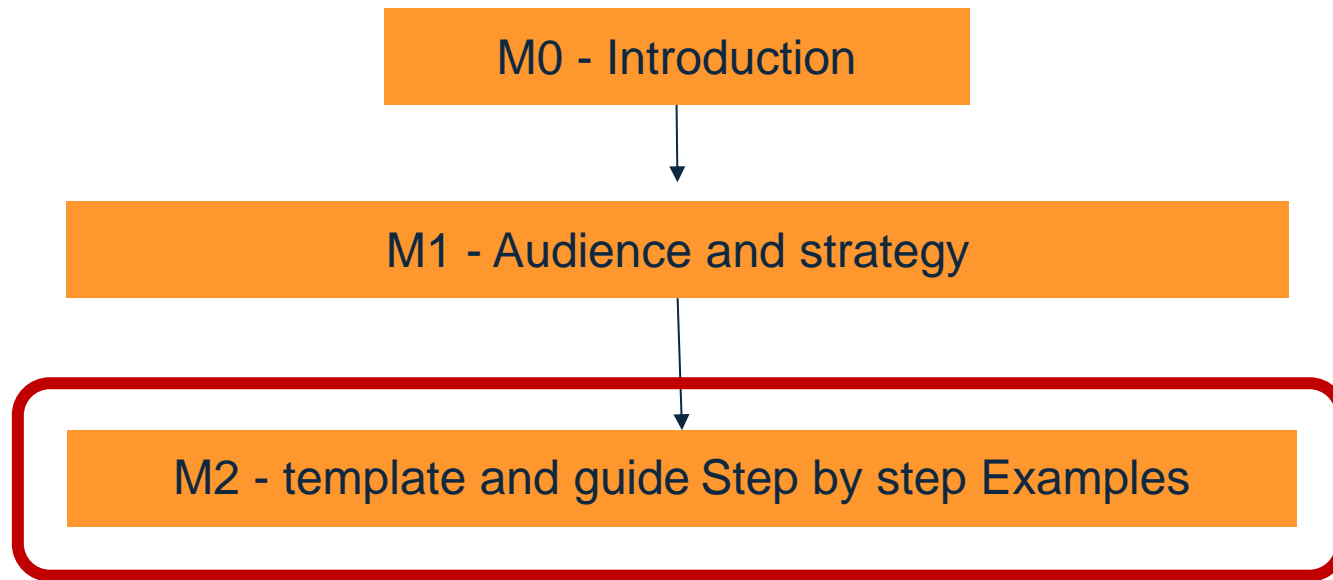 M0 - Introduction
M1 - Audience and strategy
M2 - template and guide Step by step Examples